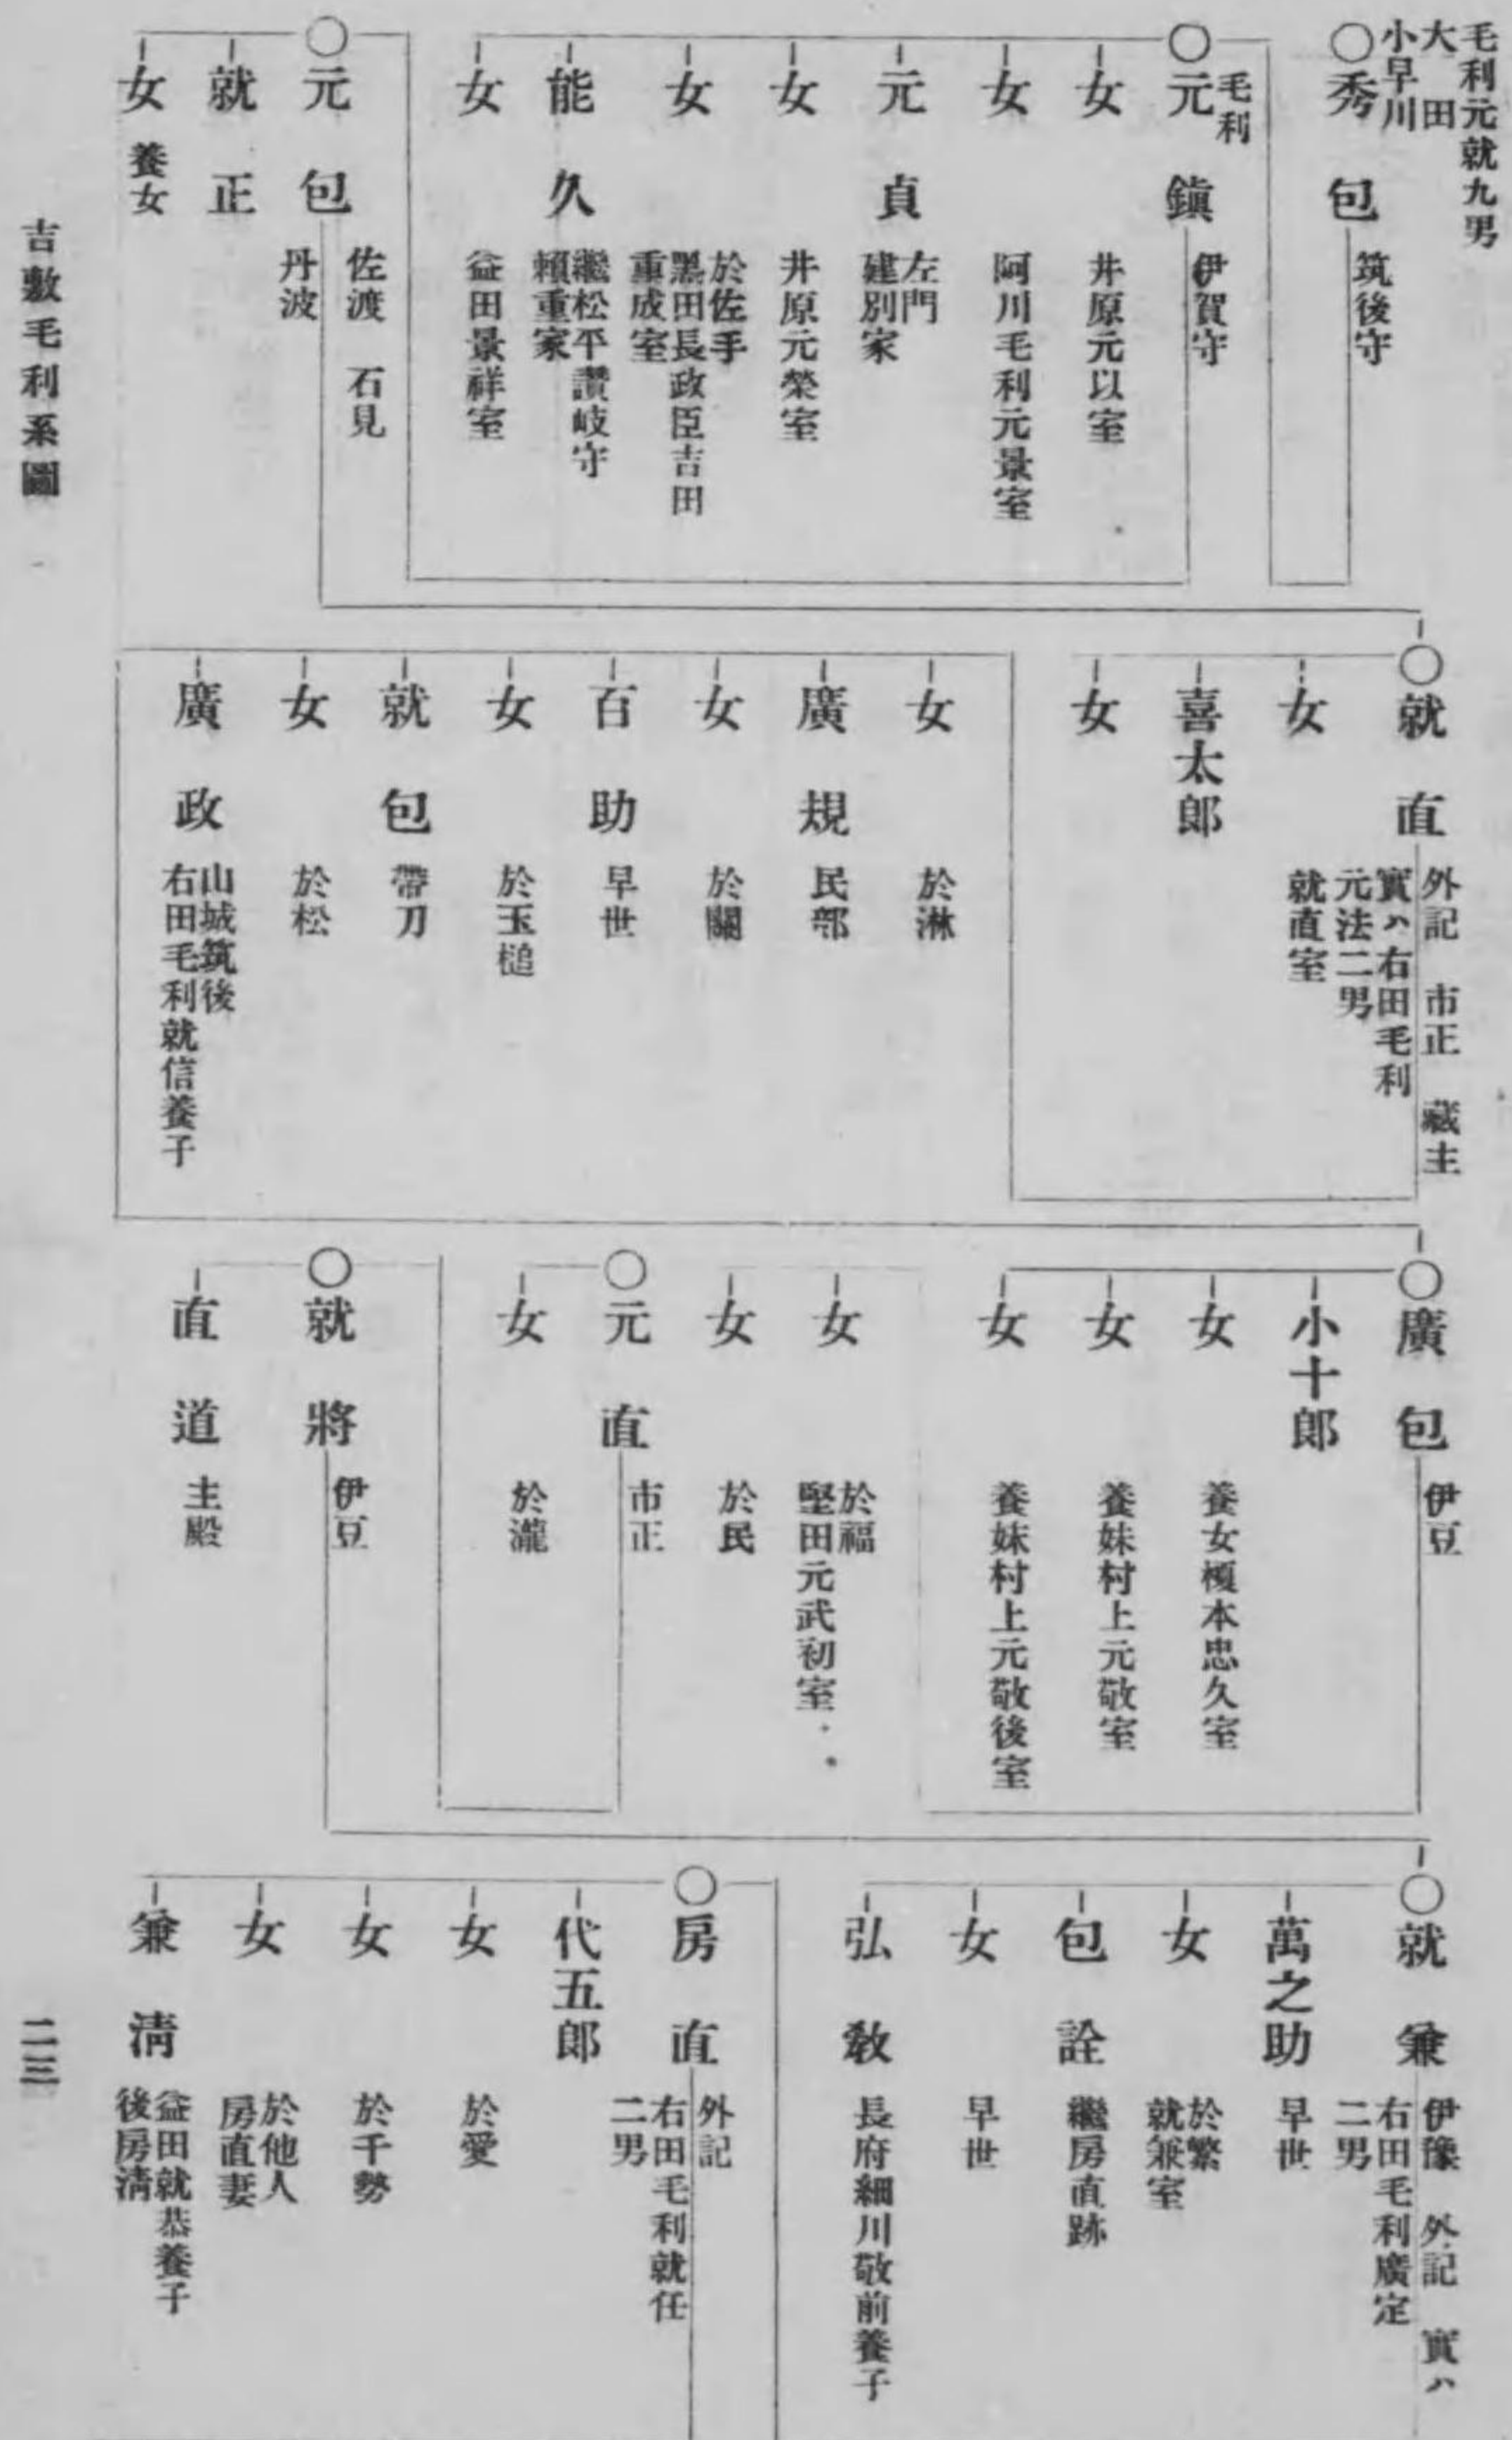 毛利元就九男
大田
小早川
○秀包
筑後守
毛利
○元鎭
伊賀守
女
井原元以室
女
阿川毛利元景室
元貞
左門
建別家
女
井原元榮室
女
於佐手
黑田長政臣吉田
重成室
能久
繼松平讚岐守
賴重家
女
益田景祥室
○元包
佐渡 石見
丹波
就正
女
養女
○就直
外記 市正 藏主
實ハ右田毛利
元法二男
女
就直室
喜太郎
女
女
於淋
廣規
民部
女
於關
百助
早世
女
於玉槌
就包
帶刀
女
於松
廣政
山城筑後
右田毛利就信養子
○廣包
伊豆
小十郎
女
養女榎本忠久室
女
養妹村上元敬室
女
養妹村上元敬後室
女
於福
堅田元武初室
女
於民
○元直
市正
女
於瀧
○就將
伊豆
直道
主殿
○就兼
伊豫 外記 實ハ
右田毛利廣定
二男
萬之助
早世
女
於繁
就兼室
包詮
繼房直跡
女
早世
弘敎
長府細川敬前養子
○房直
外記
右田毛利就任
二男
代五郎
女
於愛
女
於千勢
女
於他人
房直妻
兼淸
益田就恭養子
後房淸
吉敷毛利系圖
二三